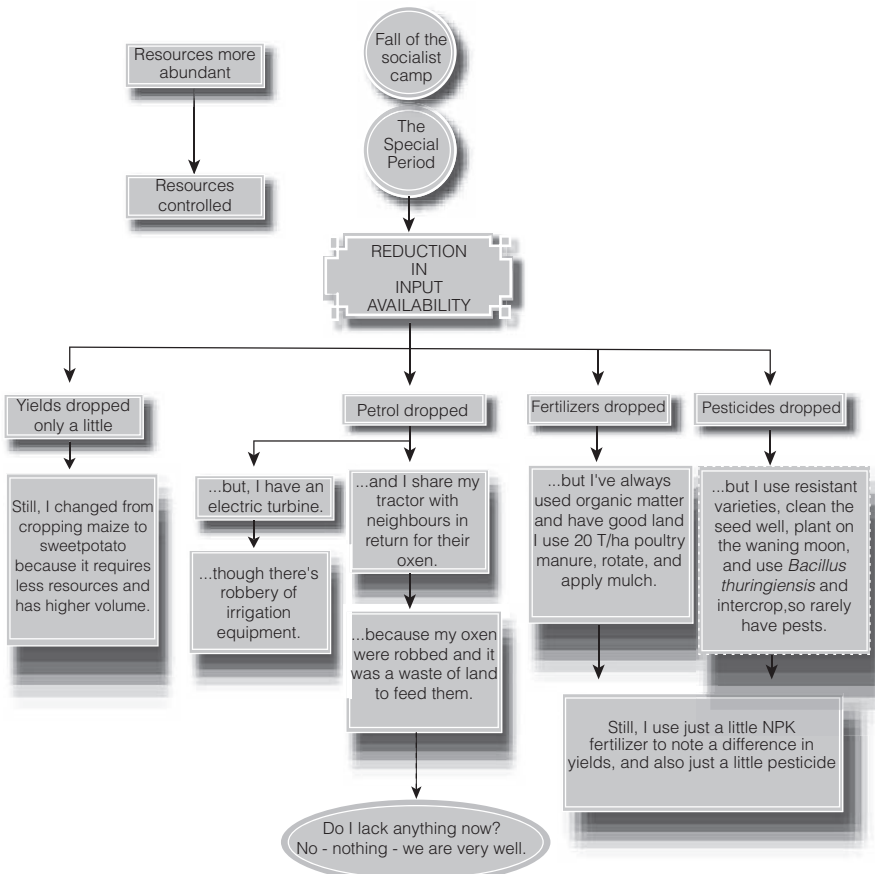 Resources more
abundant
Resources
controlled
Fall of the
socialist
camp
The
Special
Period
REDUCTION
IN
INPUT
AVAILABILITY
Yields dropped
only a little
Still, I changed from
cropping maize to
sweetpotato
because it requires
less resources and
has higher volume.
Petrol dropped
...but, I have an
electric turbine.
...though there's
robbery of
irrigation
equipment.
...and I share my
tractor with
neighbours in
return for their
oxen.
...because my oxen
were robbed and it
was a waste of land
to feed them.
Do I lack anything now?
No - nothing - we are very well.
Fertilizers dropped
...but I've always
used organic matter
and have good land
I use 20 T/ha poultry
manure, rotate, and
apply mulch.
Pesticides dropped
...but I use resistant
varieties, clean the
seed well, plant on
the waning moon,
and use Bacillus
thuringiensis and
intercrop,so rarely
have pests.
Still, I use just a little NPK
fertilizer to note a difference in
yields, and also just a little pesticide